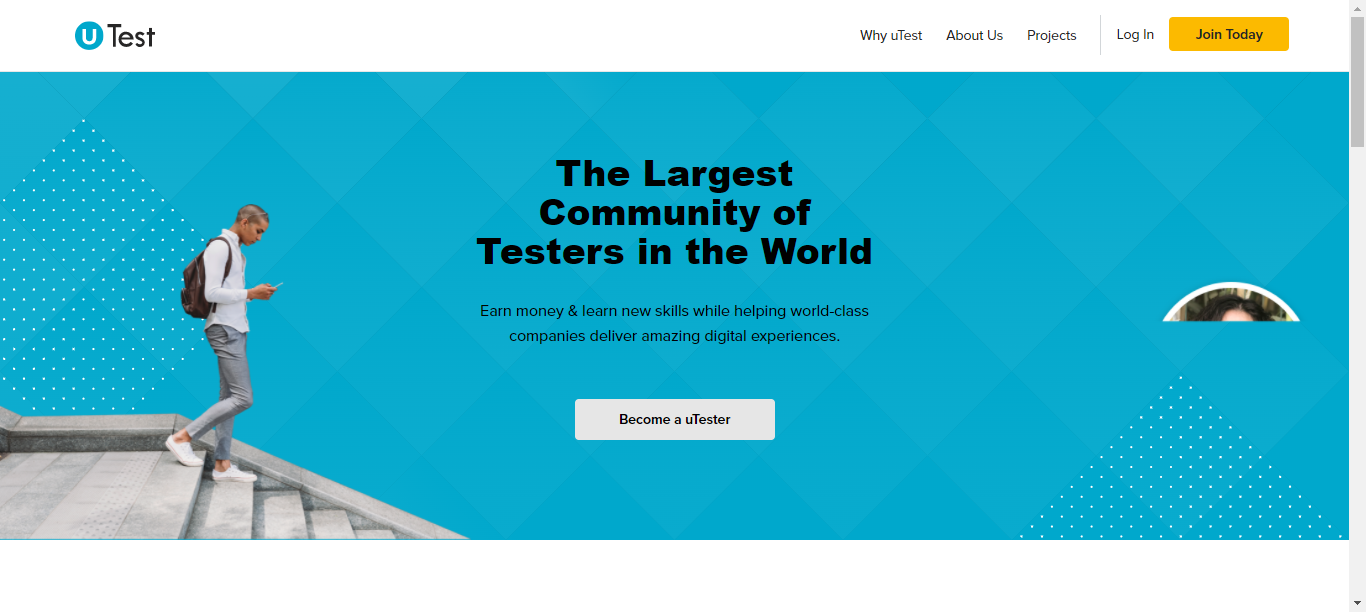 uTest
Why uTest
About Us
Projects
Log In
Join Today
The Largest
Community of
Testers in the World
Earn money & learn new skills while helping world-class
companies deliver amazing digital experiences.
Become a uTester